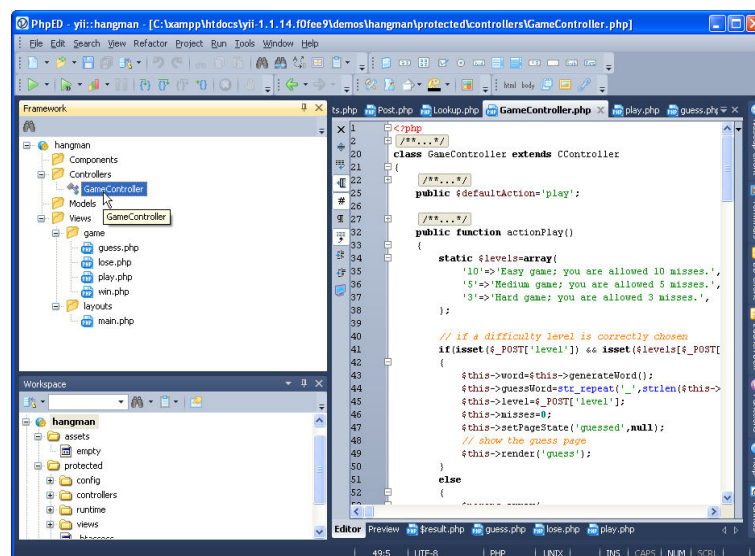 PhpED - yii::hangman - [C:\xampp\htdocs\yii-1.1.14.f0fee9\demos\hangman\protected\controllers\GameController.php]
File Edit Search View Refactor Project Run Tools Window Help
html body
Framework
ts.php Post.php Lookup.php GameController.php play.php guess.php
hangman
Components
Controllers
GameController
Models
GameController
Views
game
guess.php
lose.php
play.php
win.php
layouts
main.php
Workspace
hangman
assets
empty
protected
config
controllers
runtime
views
.htaccess
1 <?php
2 /**...*/
20 class GameController extends CController
21 {
22 /**...*/
25 public $defaultAction='play';
26
27 /**...*/
32 public function actionPlay()
33 {
34 static $levels=array(
35 '10'=>'Easy game; you are allowed 10 misses.',
36 '5'=>'Medium game; you are allowed 5 misses.',
37 '3'=>'Hard game; you are allowed 3 misses.',
38 );
39
40 // if a difficulty level is correctly chosen
41 if(isset($_POST['level']) && isset($levels[$_POST[
42 {
43 $this->word=$this->generateWord();
44 $this->guessWord=str_repeat('_',strlen($this->
45 $this->level=$_POST['level'];
46 $this->misses=0;
47 $this->setPageState('guessed',null);
48 // show the guess page
49 $this->render('guess');
50 }
51 else
52 {
Editor Preview $result.php guess.php lose.php play.php
49:5 UTF-8 PHP UNIX INS CAPS NUM SCRL